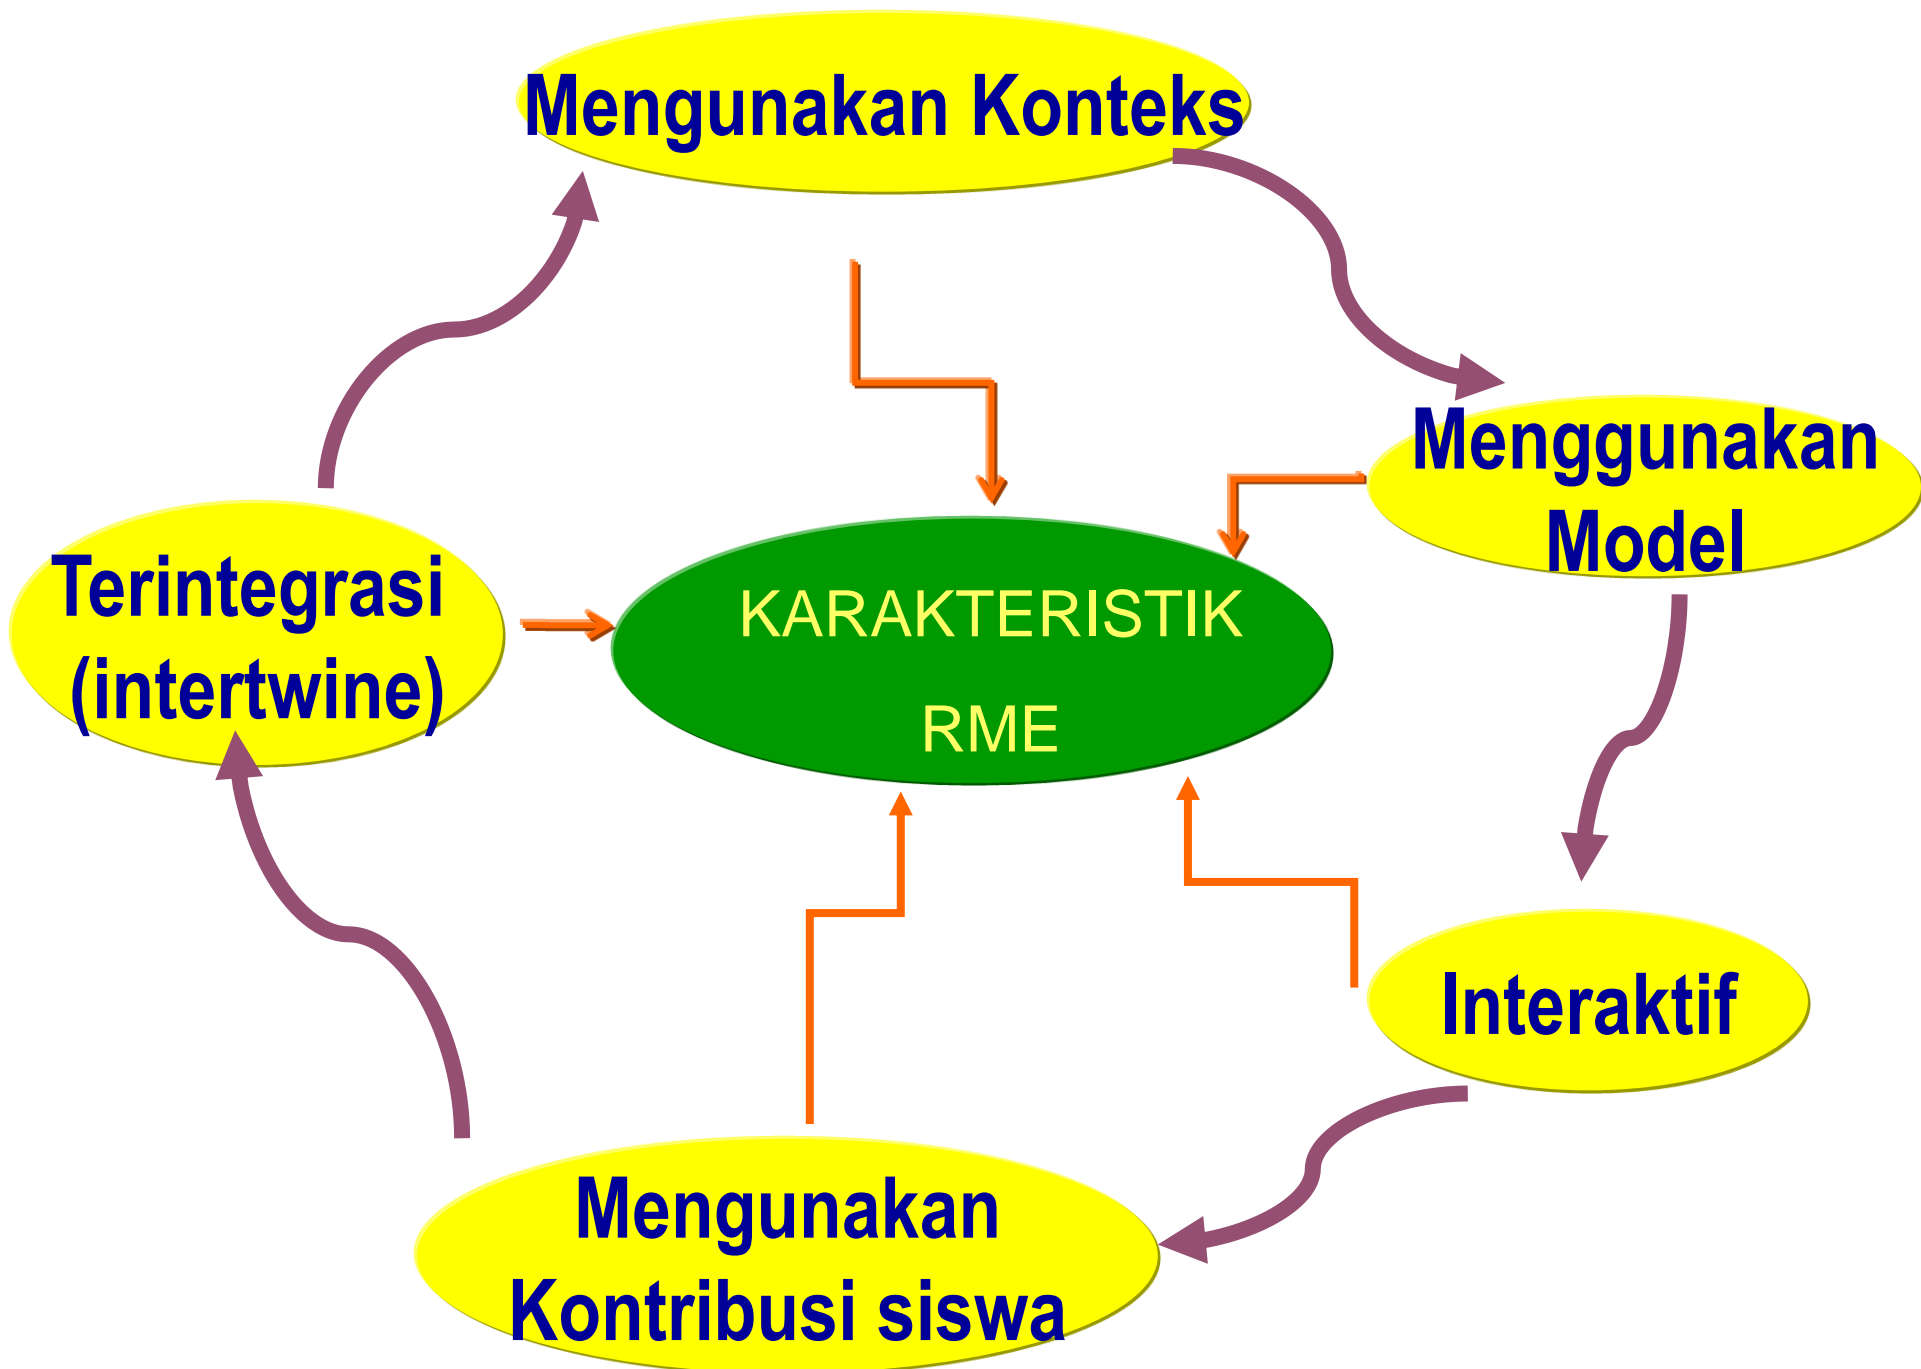 Mengunakan Konteks
Menggunakan
Model
Terintegrasi
(intertwine)
KARAKTERISTIK
RME
Interaktif
Mengunakan
Kontribusi siswa